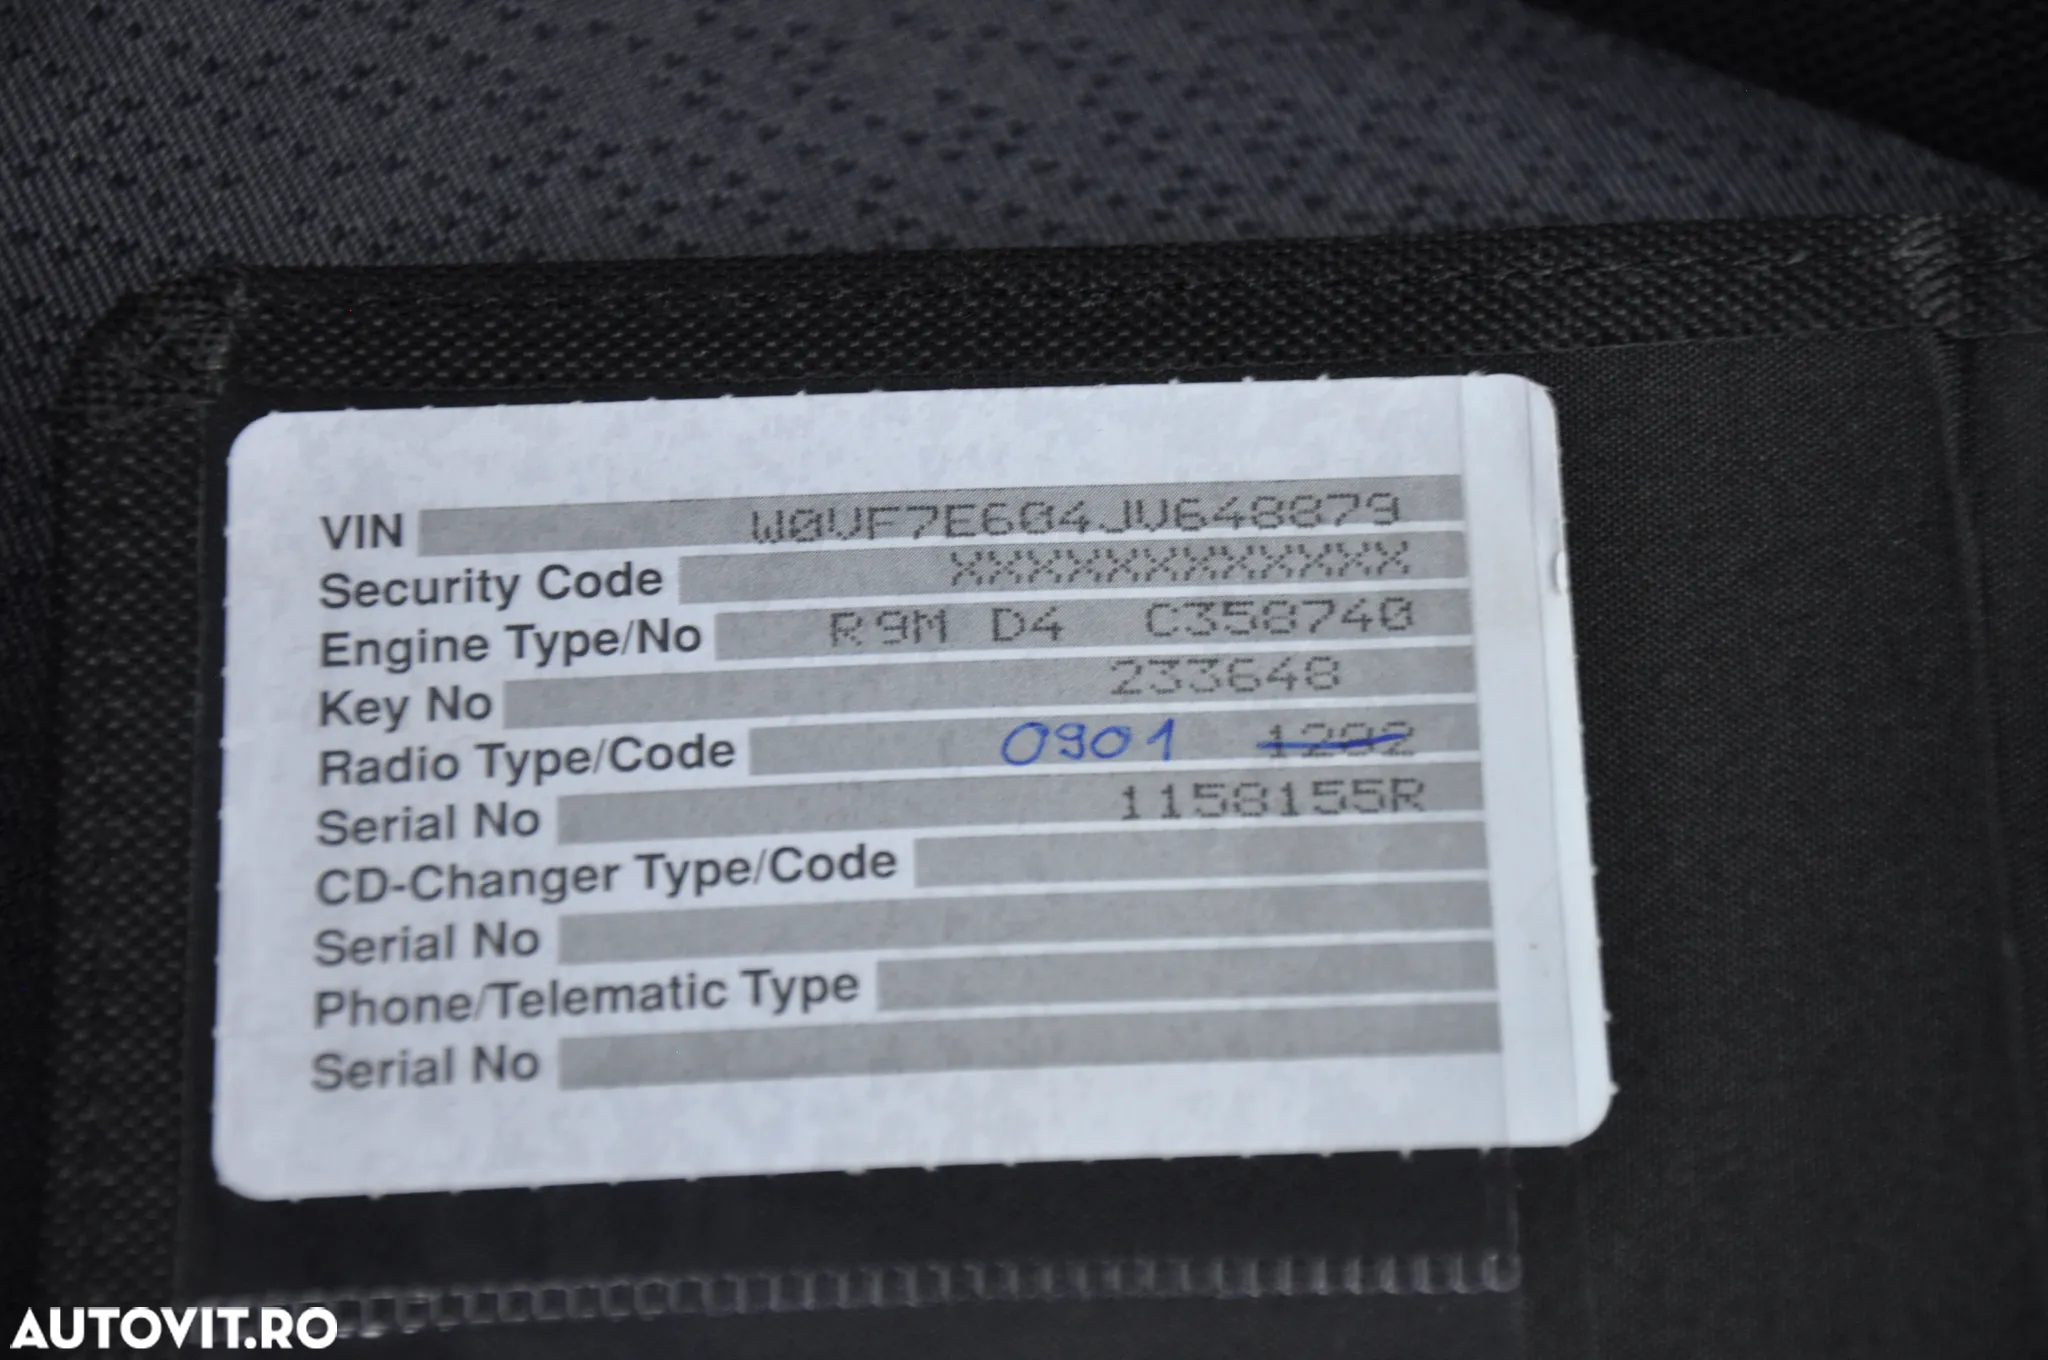 VIN W0VF7E604JV648879
Security Code XXXXXXXXXXXX
Engine Type/No R9M D4 C358740
Key No 233648
Radio Type/Code 0901 1292
Serial No 1158155R
CD-Changer Type/Code
Serial No
Phone/Telematic Type
Serial No
AUTOVIT.RO